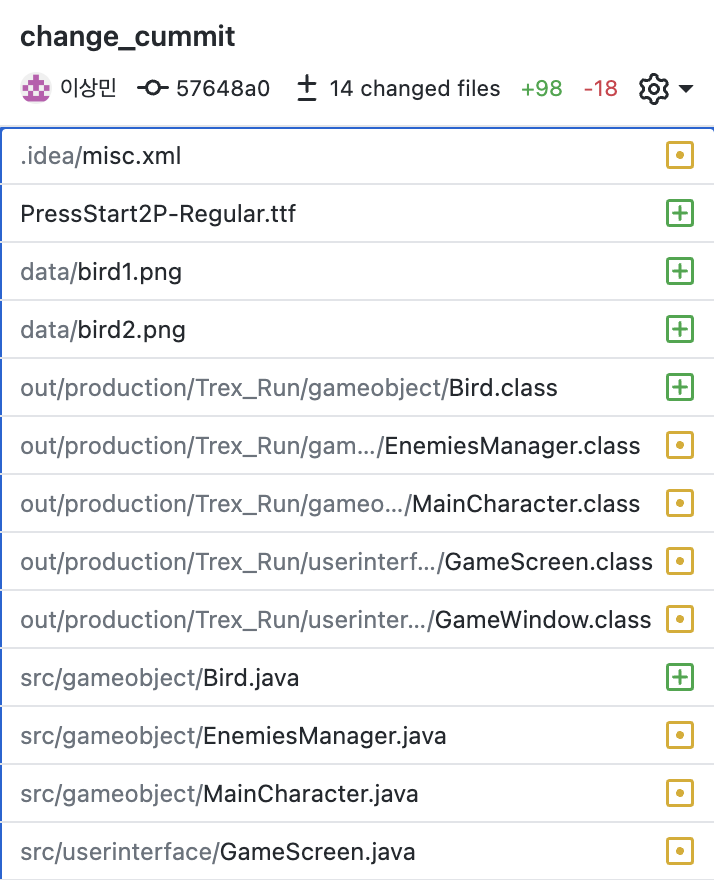 change_cummit
이상민 57648a0 14 changed files +98 -18
.idea/misc.xml
PressStart2P-Regular.ttf
data/bird1.png
data/bird2.png
out/production/Trex_Run/gameobject/Bird.class
out/production/Trex_Run/gam.../EnemiesManager.class
out/production/Trex_Run/gameo.../MainCharacter.class
out/production/Trex_Run/userinterf.../GameScreen.class
out/production/Trex_Run/userinter.../GameWindow.class
src/gameobject/Bird.java
src/gameobject/EnemiesManager.java
src/gameobject/MainCharacter.java
src/userinterface/GameScreen.java